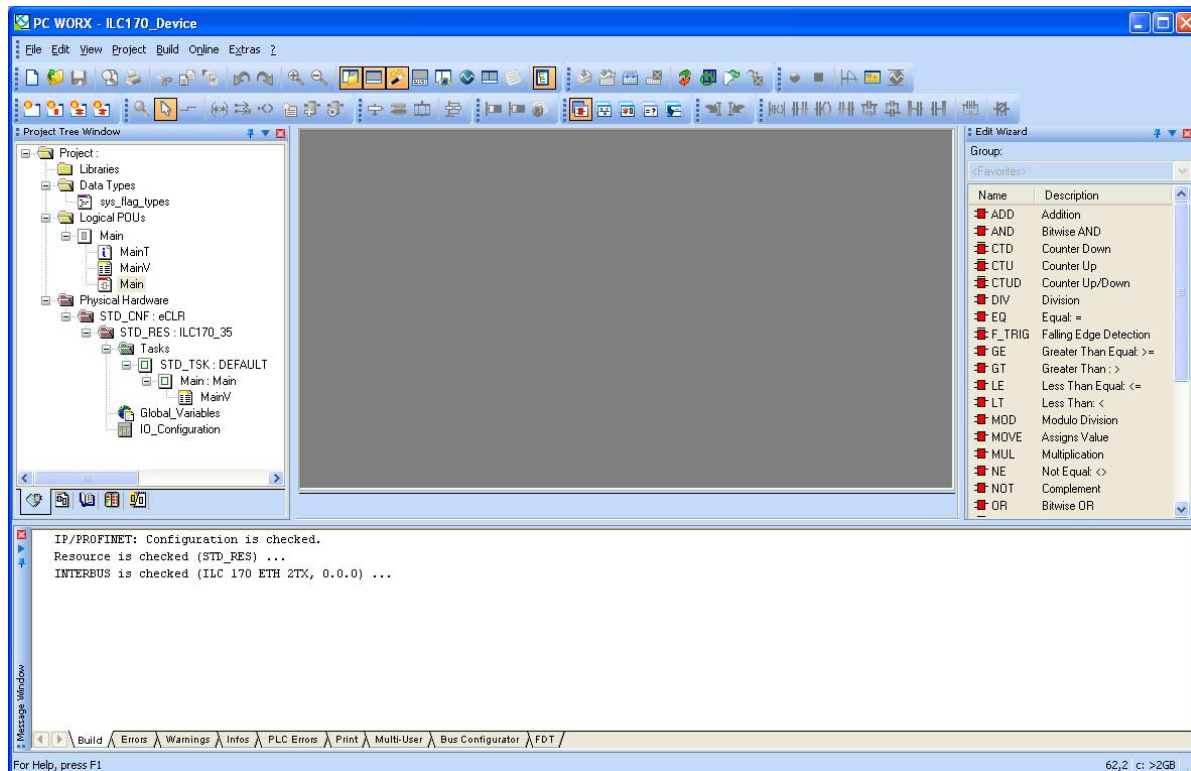 PC WORX - ILC170_Device
File Edit View Project Build Online Extras ?
Project Tree Window
Project :
Libraries
Data Types
sys_flag_types
Logical POUs
Main
MainT
MainV
Main
Physical Hardware
STD_CNF : eCLR
STD_RES : ILC170_35
Tasks
STD_TSK : DEFAULT
Main : Main
MainV
Global_Variables
IO_Configuration
Edit Wizard
Group:
<Favorites>
Name Description
ADD Addition
AND Bitwise AND
CTD Counter Down
CTU Counter Up
CTUD Counter Up/Down
DIV Division
EQ Equal: =
F_TRIG Falling Edge Detection
GE Greater Than Equal: >=
GT Greater Than : >
LE Less Than Equal: <=
LT Less Than: <
MOD Modulo Division
MOVE Assigns Value
MUL Multiplication
NE Not Equal: <>
NOT Complement
OR Bitwise OR
IP/PROFINET: Configuration is checked.
Resource is checked (STD_RES) ...
INTERBUS is checked (ILC 170 ETH 2TX, 0.0.0) ...
Message Window
Build Errors Warnings Infos PLC Errors Print Multi-User Bus Configurator FDT
For Help, press F1
62,2 c: >2GB